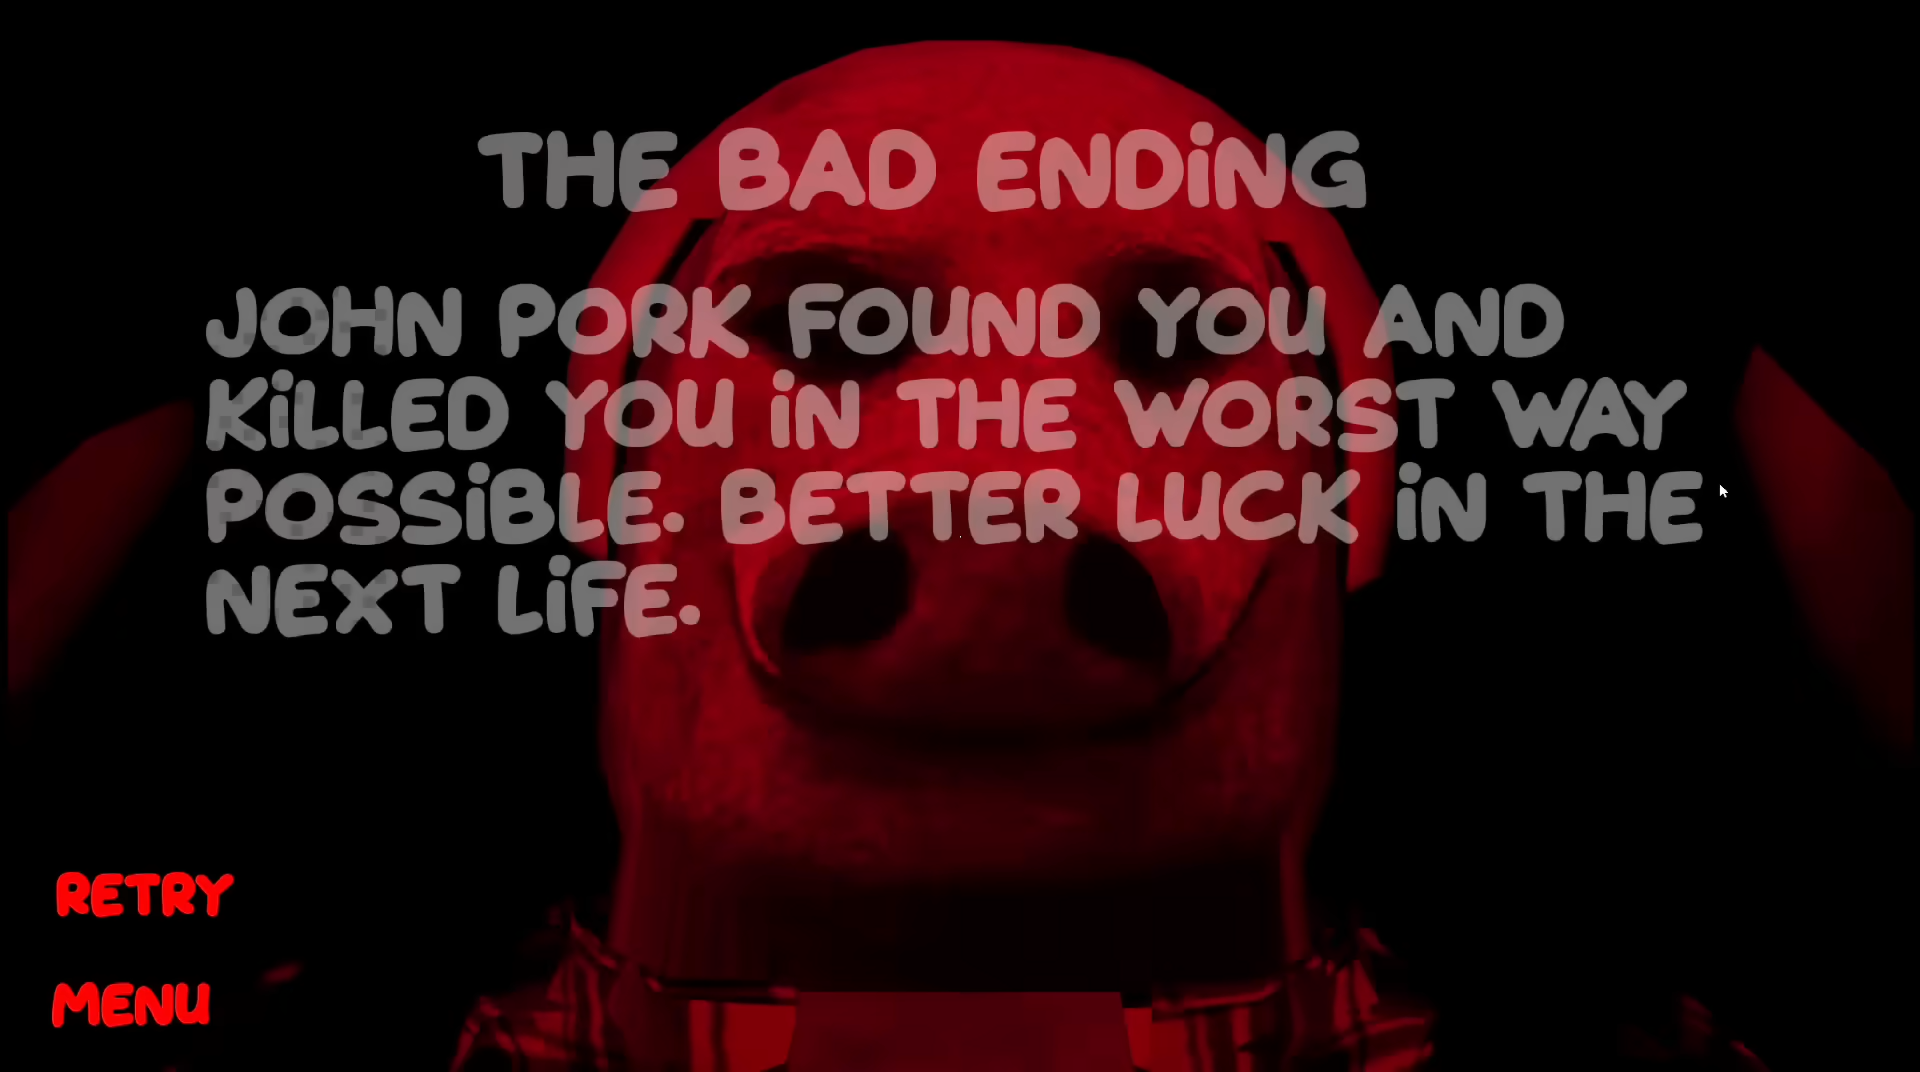 THE BAD ENDiNG
JOHN PORK FOUND YOU AND
KiLLED YOU iN THE WORST WAY
POSSiBLE. BETTER LUCK iN THE
NEXT LiFE.
RETRY
MENU